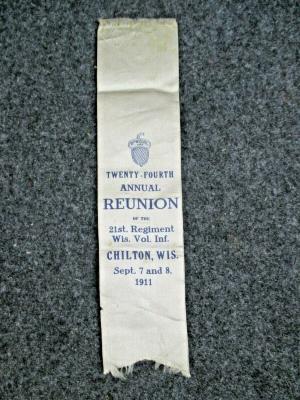 TWENTY-FOURTH
ANNUAL
REUNION
OF THE
21st. Regiment
Wis. Vol. Inf.
CHILTON, WIS.
Sept. 7 and 8,
1911